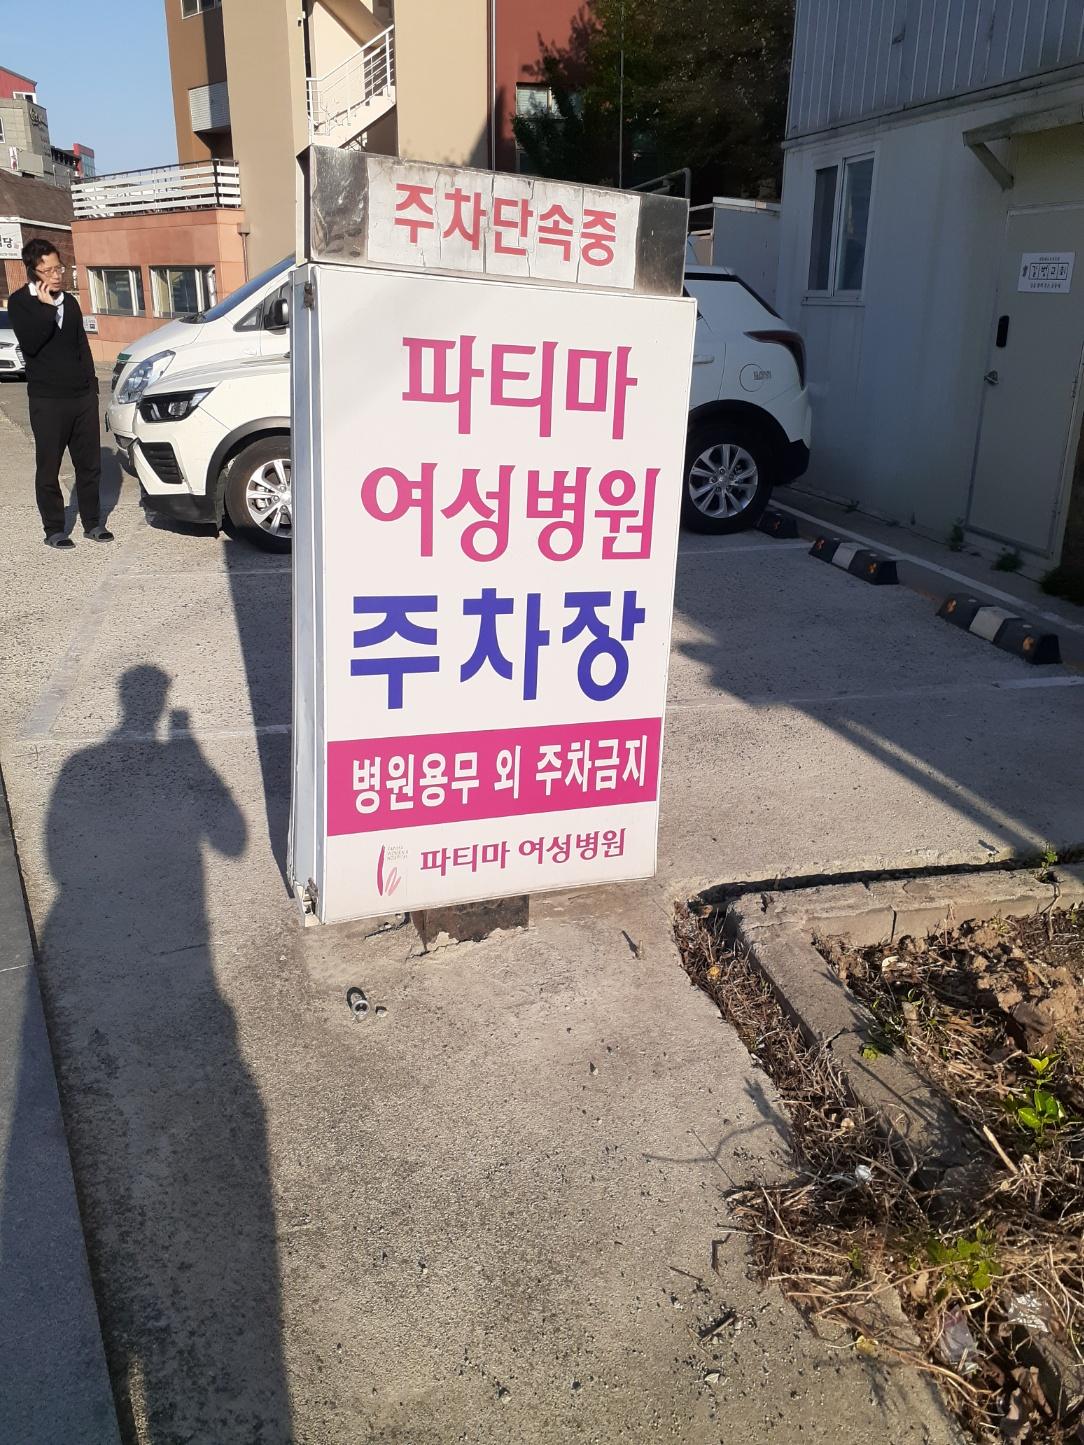 주차단속중
파티마
여성병원
주차장
병원용무 외 주차금지
파티마 여성병원